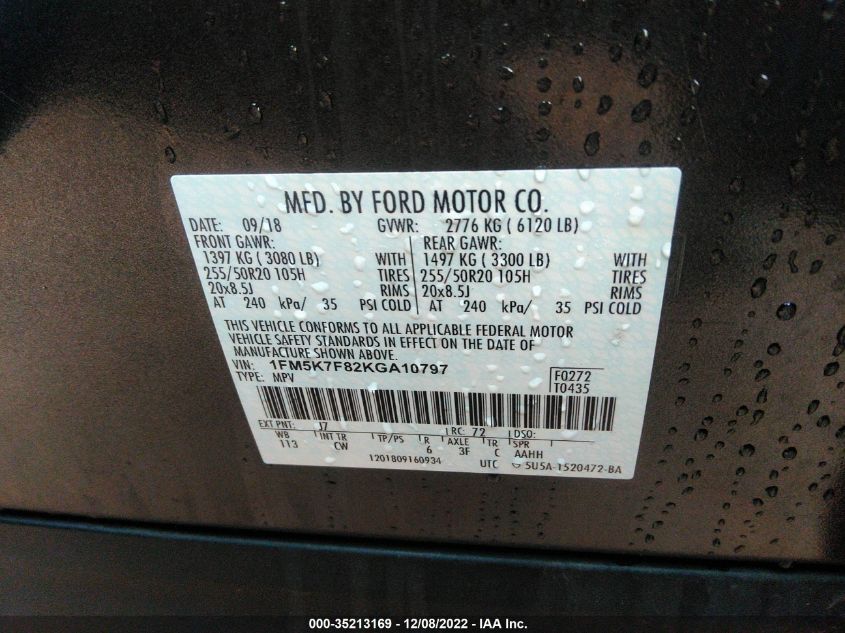 MFD. BY FORD MOTOR CO.
DATE: 09/18 GVWR: 2776 KG ( 6120 LB)
FRONT GAWR: REAR GAWR:
1397 KG ( 3080 LB) WITH 1497 KG ( 3300 LB) WITH
255/50R20 105H TIRES 255/50R20 105H TIRES
20x8.5J RIMS 20x8.5J RIMS
AT 240 kPa/ 35 PSI COLD AT 240 kPa/ 35 PSI COLD
THIS VEHICLE CONFORMS TO ALL APPLICABLE FEDERAL MOTOR
VEHICLE SAFETY STANDARDS IN EFFECT ON THE DATE OF
MANUFACTURE SHOWN ABOVE.
VIN: 1FM5K7F82KGA10797
TYPE: MPV
F0272
T0435
EXT PNT: J7 RC: 72 DSO:
WB INT TR TP/PS R AXLE TR SPR
113 CW 6 3F C AAHH
1201809160934 UTC 5U5A-1520472-BA
000-35213169 - 12/08/2022 - IAA Inc.